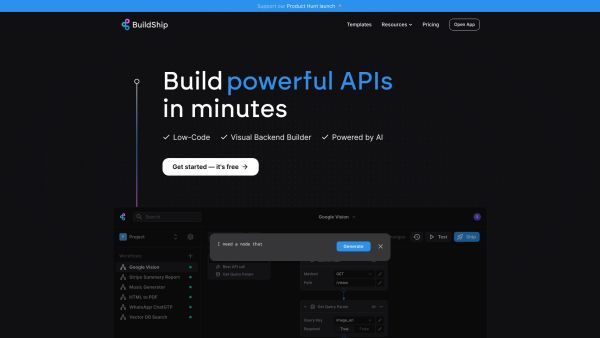 Support our Product Hunt launch
BuildShip
Templates
Resources
Pricing
Open App
Build powerful APIs
in minutes
Low-Code
Visual Backend Builder
Powered by AI
Get started — it's free →
Search
Google Vision
Project
Test
Ship
I need a node that
Generate
Workflows
Google Vision
Stripe Summary Report
Music Generator
HTML to PDF
WhatsApp ChatGTP
Vector DB Search
Rest API call
Get Query Param
Method
GET
Path
/vision
Get Query Param
Query Key
image_url
Required
True
False